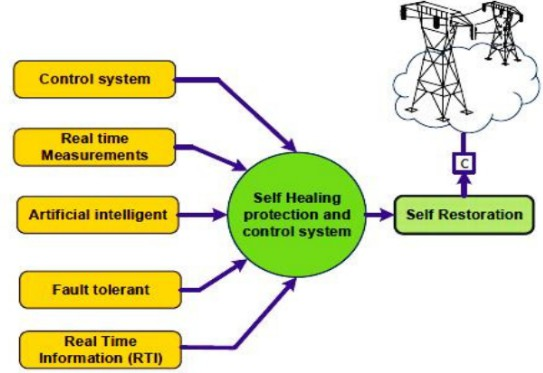 Control system
Real time
Measurements
Artificial intelligent
Fault tolerant
Real Time
Information (RTI)
Self Healing
protection and
control system
Self Restoration
C